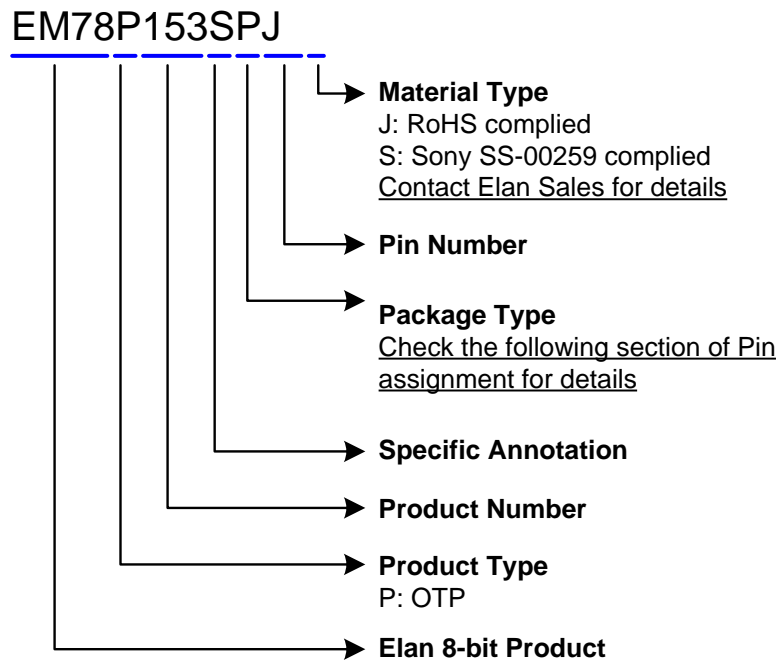 EM78P153SPJ
Material Type
J: RoHS complied
S: Sony SS-00259 complied
Contact Elan Sales for details
Pin Number
Package Type
Check the following section of Pin
assignment for details
Specific Annotation
Product Number
Product Type
P: OTP
Elan 8-bit Product